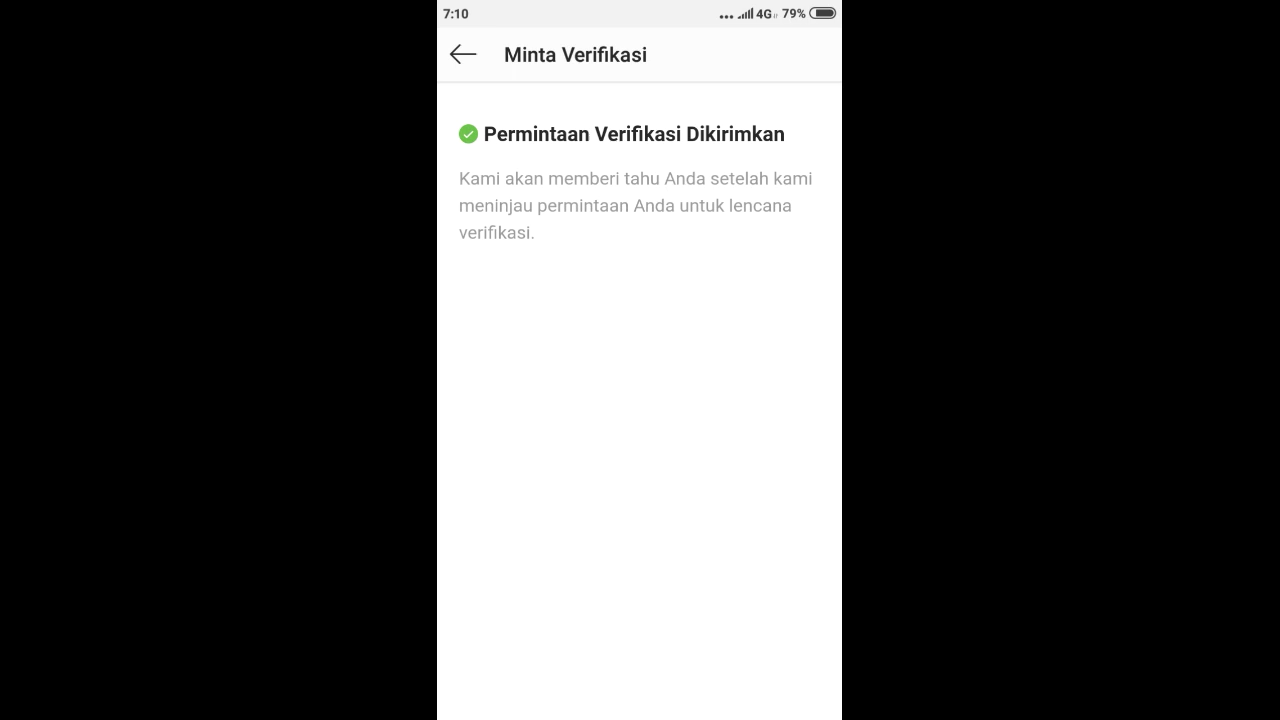 7:10 4G 79%
Minta Verifikasi
Permintaan Verifikasi Dikirimkan
Kami akan memberi tahu Anda setelah kami
meninjau permintaan Anda untuk lencana
verifikasi.